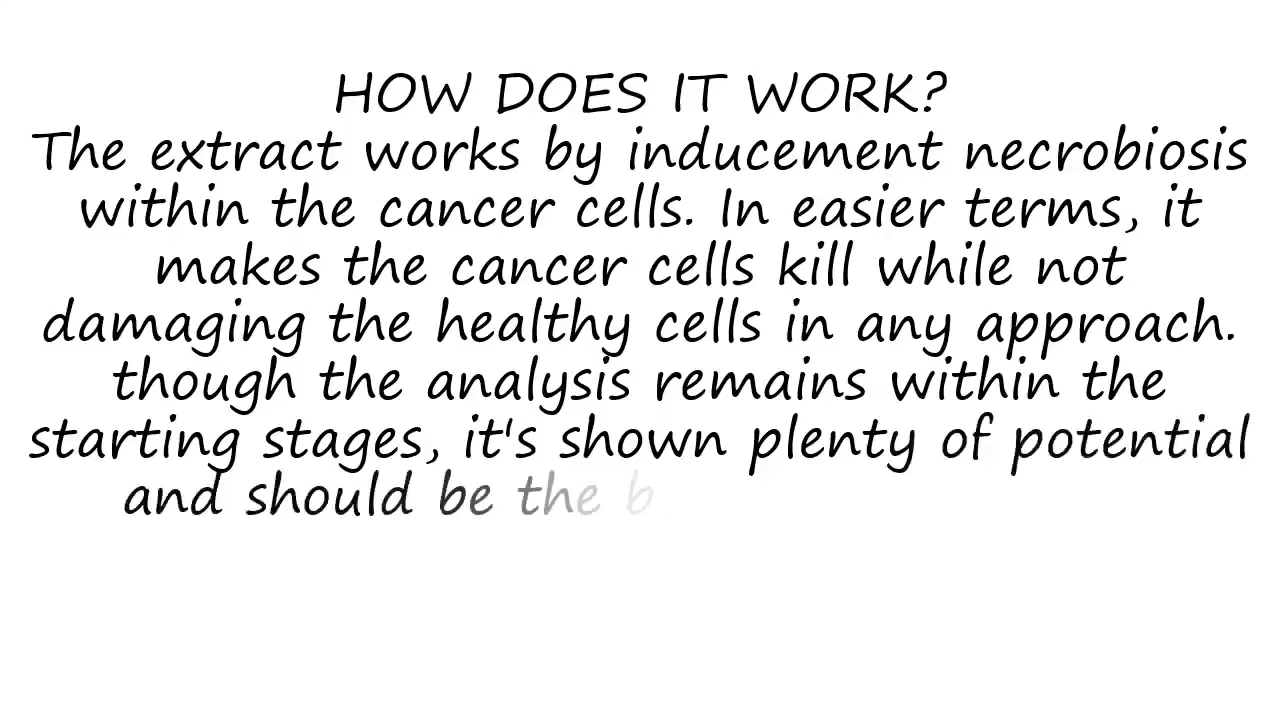 HOW DOES IT WORK?
The extract works by inducement necrobiosis
within the cancer cells. In easier terms, it
makes the cancer cells kill while not
damaging the healthy cells in any approach.
though the analysis remains within the
starting stages, it's shown plenty of potential
and should be the b